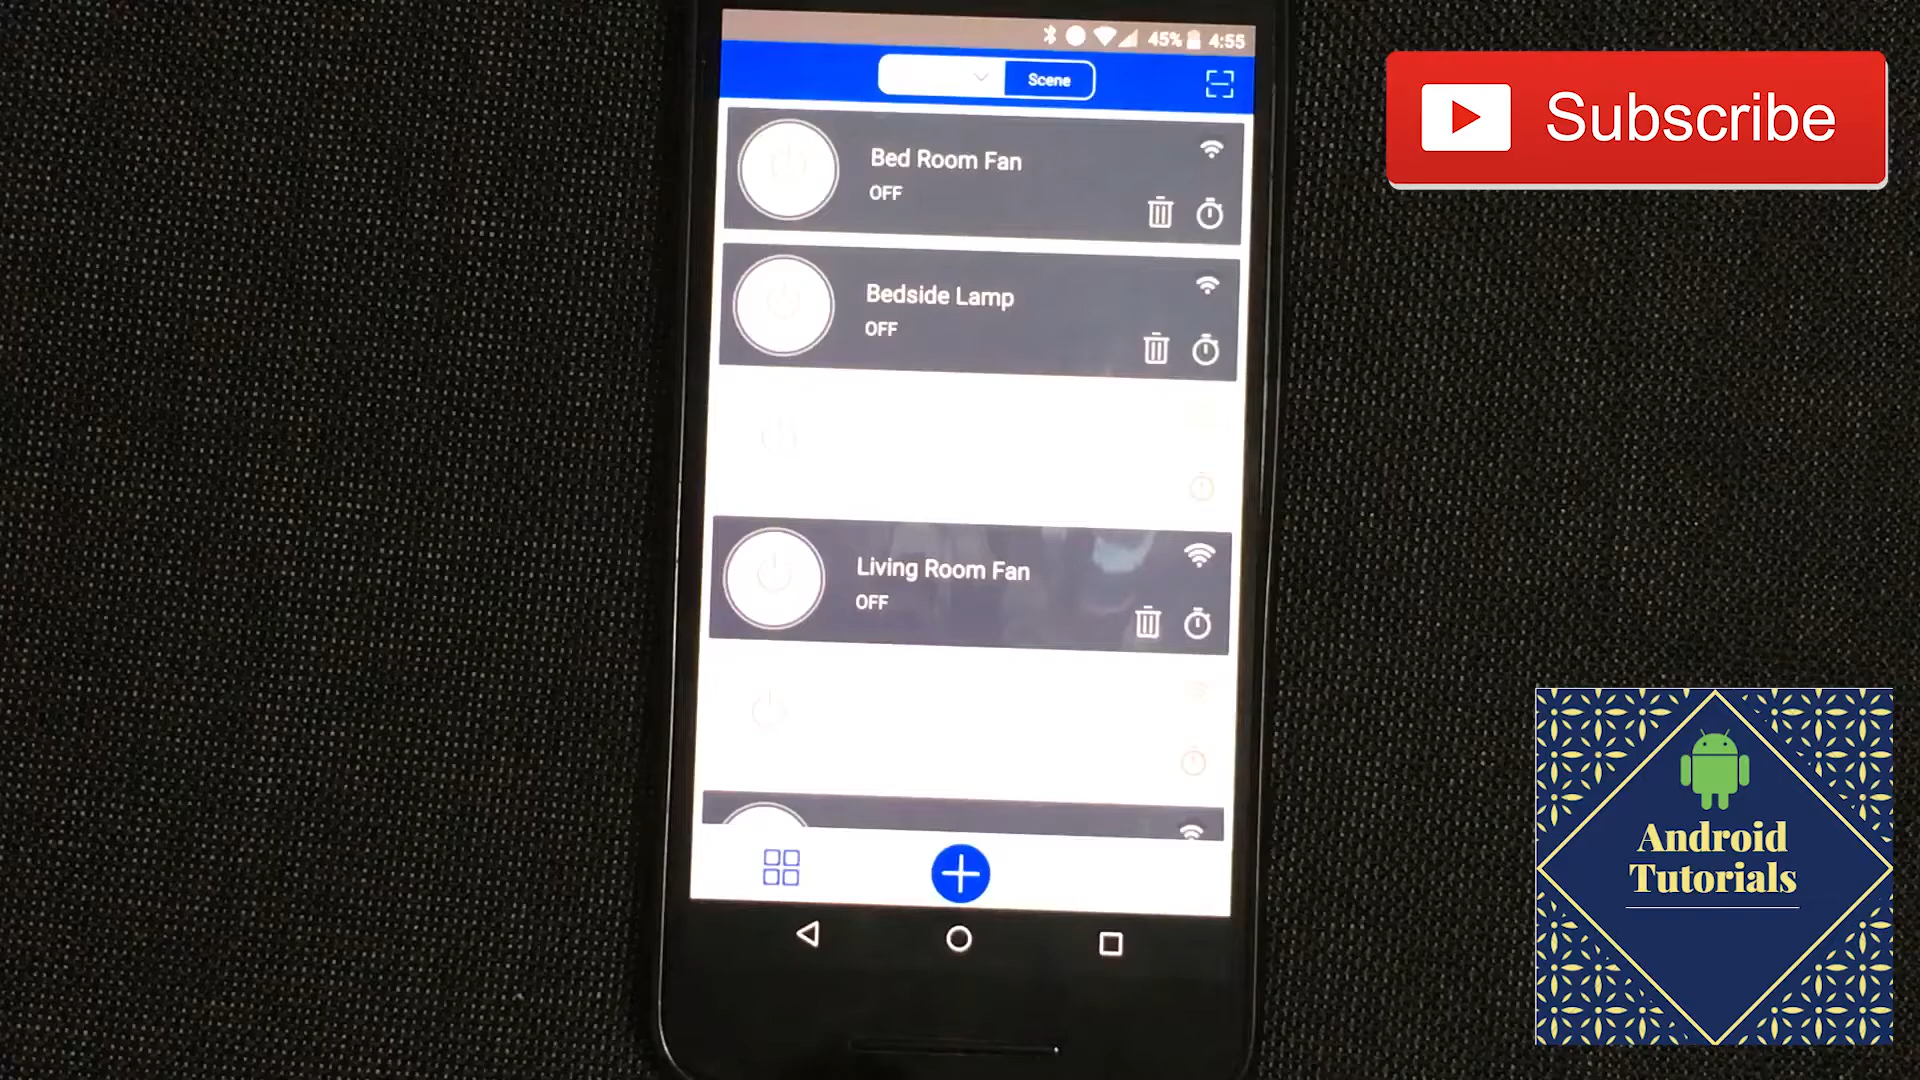 45% 4:55
Scene
Bed Room Fan
OFF
Bedside Lamp
OFF
Living Room Fan
OFF
Subscribe
Android
Tutorials